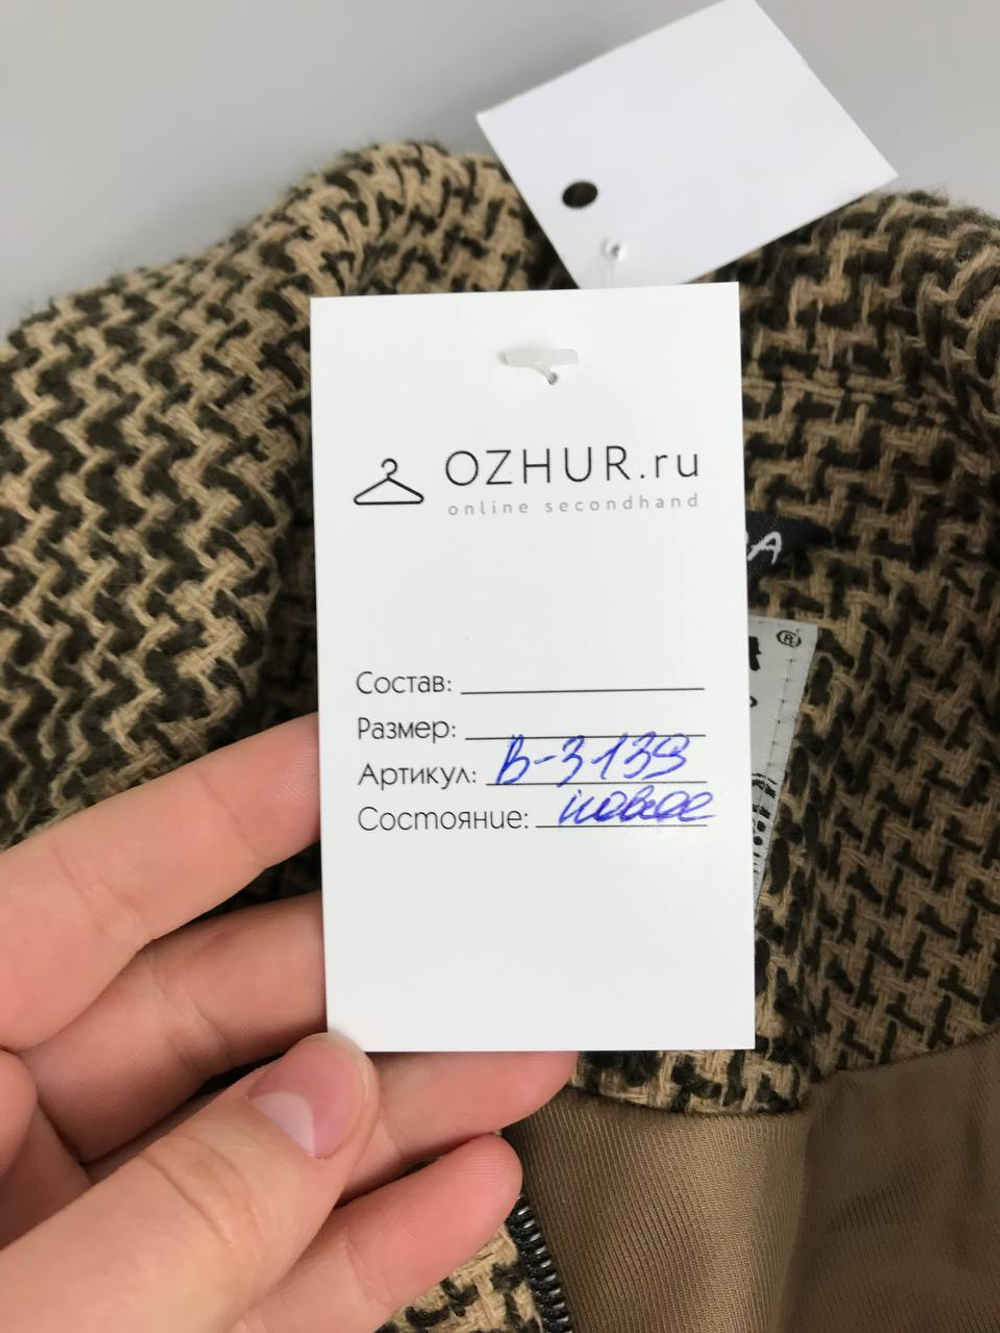 OZHUR.ru
online secondhand
Состав:
Размер:
Артикул: В-3139
Состояние: новое
®